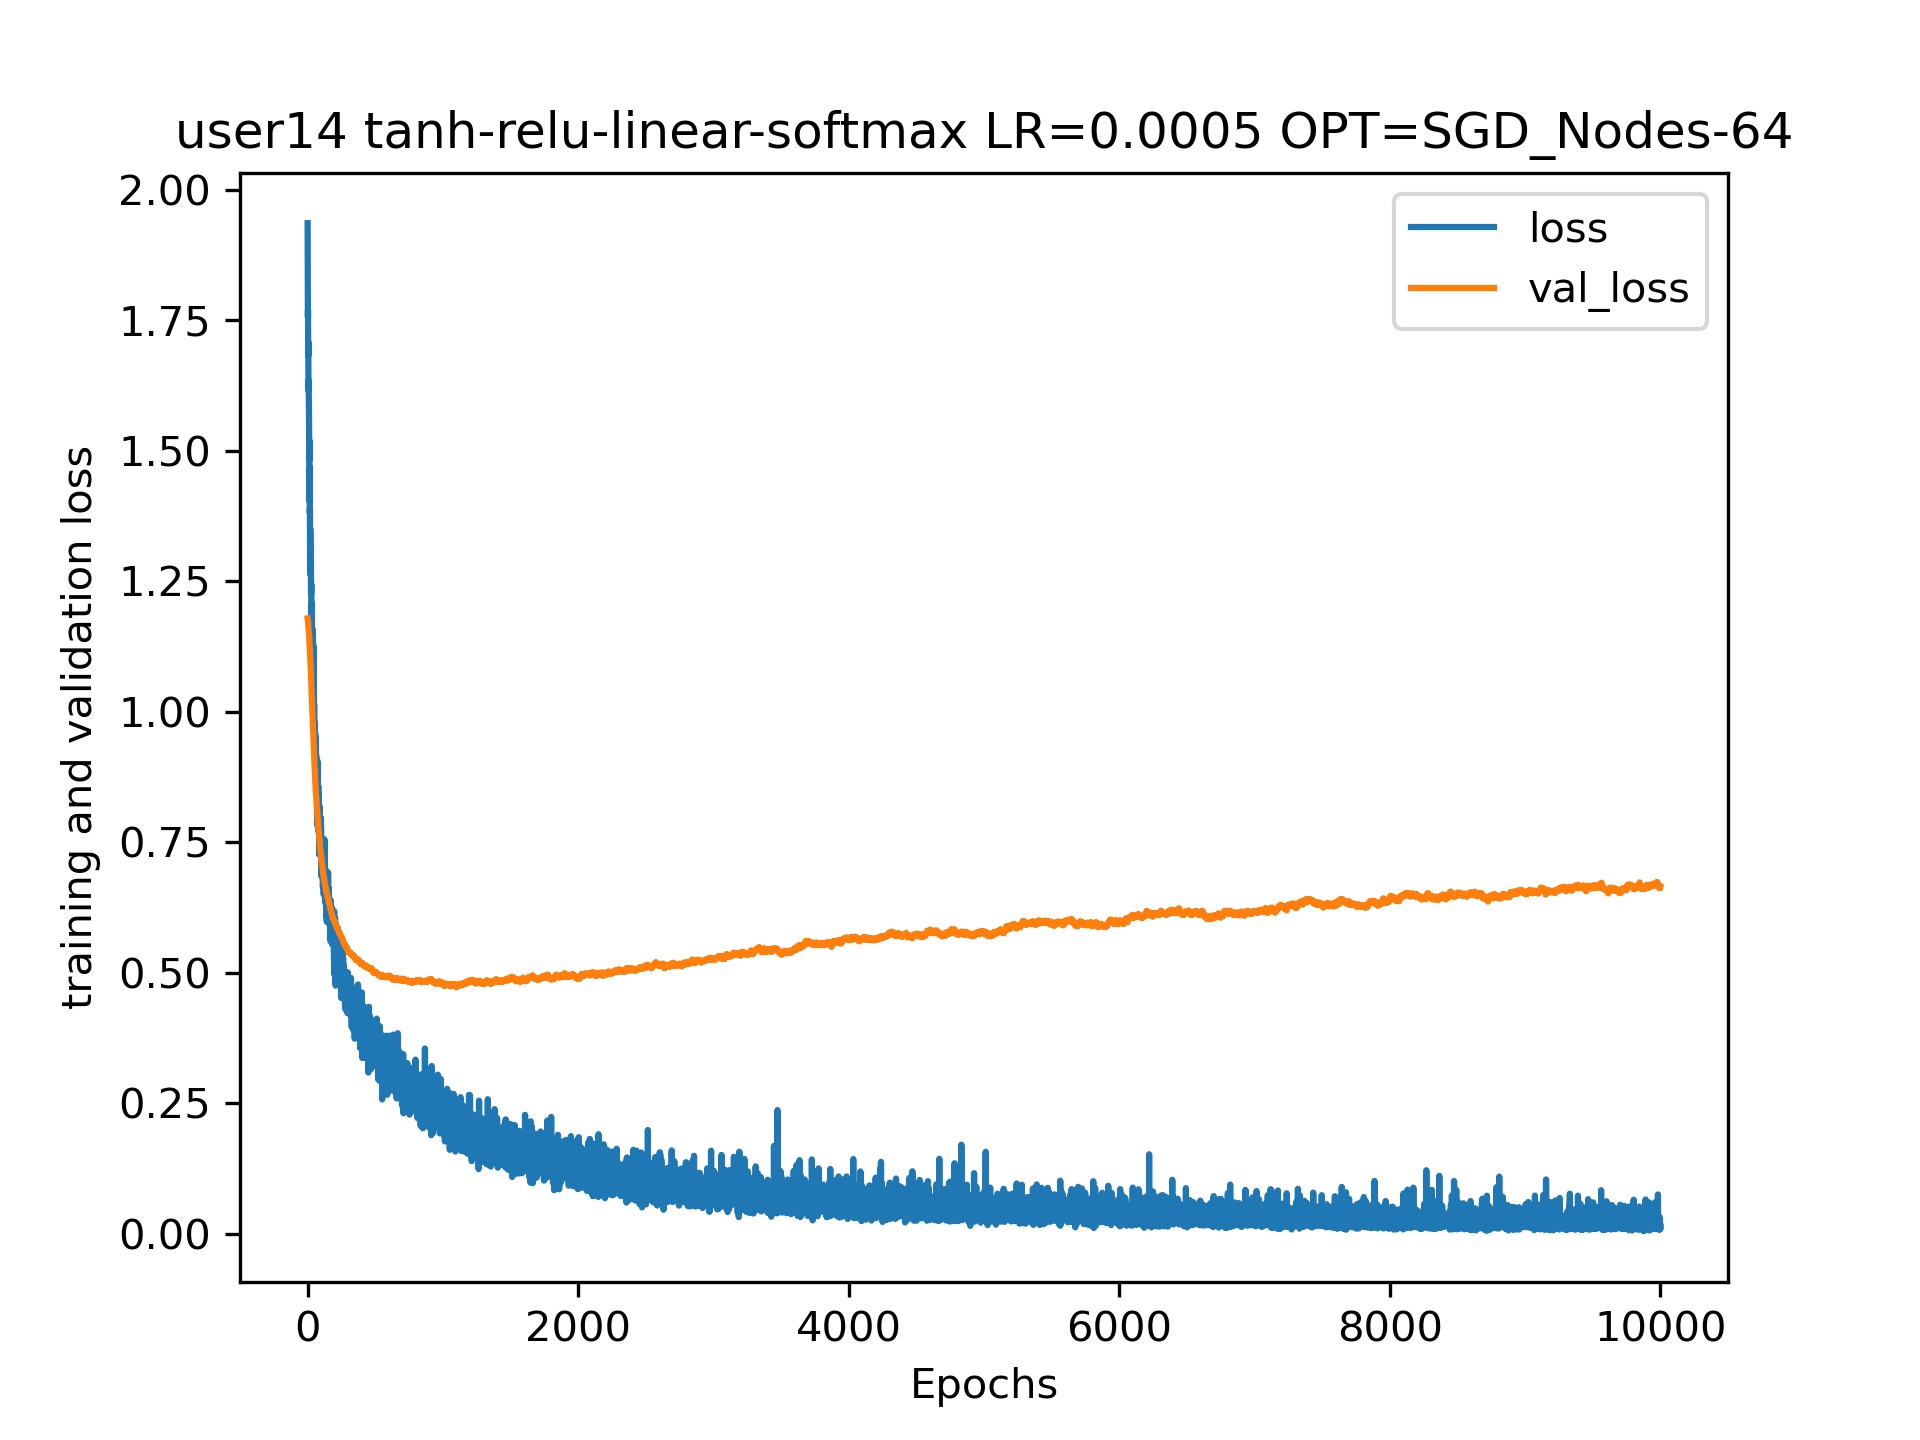 user14 tanh-relu-linear-softmax LR=0.0005 OPT=SGD_Nodes-64
loss
val_loss
training and validation loss
2.00
1.75
1.50
1.25
1.00
0.75
0.50
0.25
0.00
0 2000 4000 6000 8000 10000
Epochs